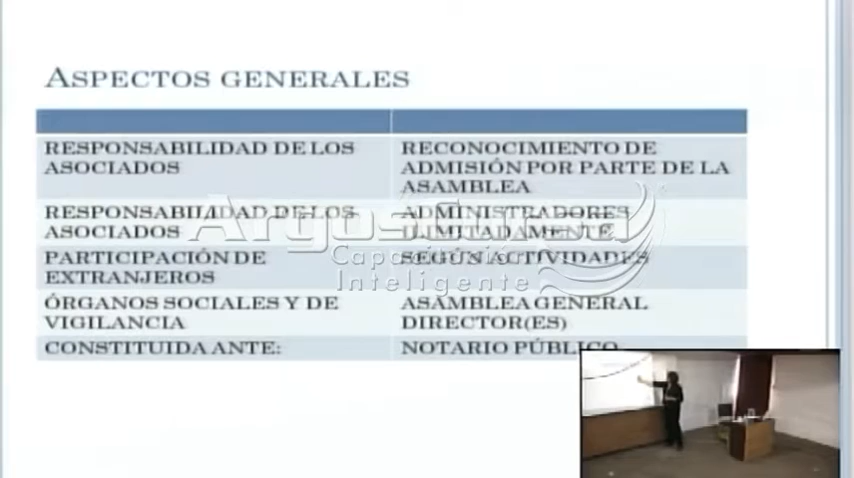 ASPECTOS GENERALES
RESPONSABILIDAD DE LOS
ASOCIADOS
RECONOCIMIENTO DE
ADMISIÓN POR PARTE DE LA
ASAMBLEA
RESPONSABILIDAD DE LOS
ASOCIADOS
ADMINISTRADORES
ILIMITADAMENTE
PARTICIPACIÓN DE
EXTRANJEROS
SEGÚN ACTIVIDADES
ÓRGANOS SOCIALES Y DE
VIGILANCIA
ASAMBLEA GENERAL
DIRECTOR(ES)
CONSTITUIDA ANTE:
NOTARIO PÚBLICO
Capacitación
Inteligente